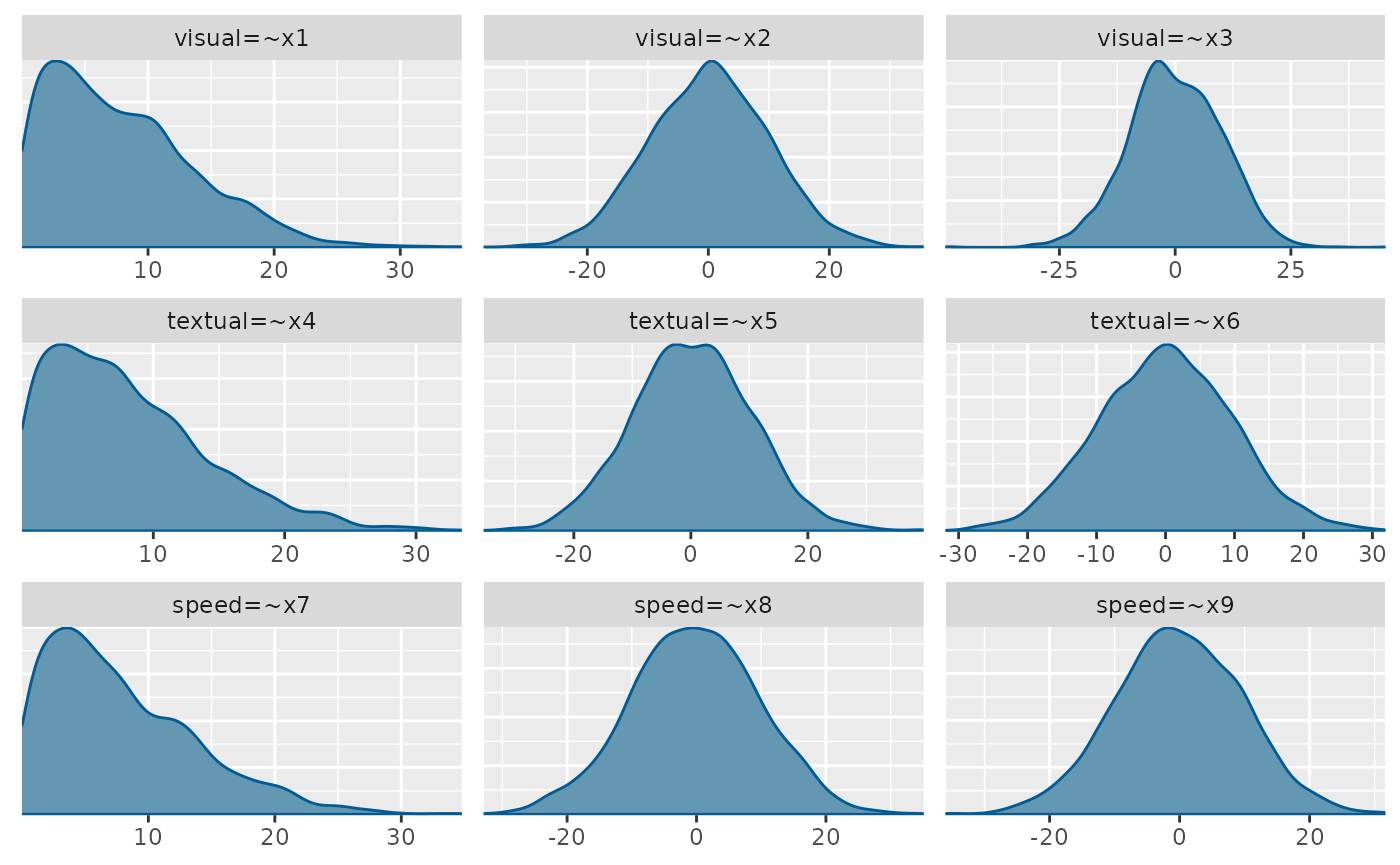 visual=~x1 visual=~x2 visual=~x3
10 20 30 -20 0 20 -25 0 25
textual=~x4 textual=~x5 textual=~x6
10 20 30 -20 0 20 -30 -20 -10 0 10 20 30
speed=~x7 speed=~x8 speed=~x9
10 20 30 -20 0 20 -20 0 20